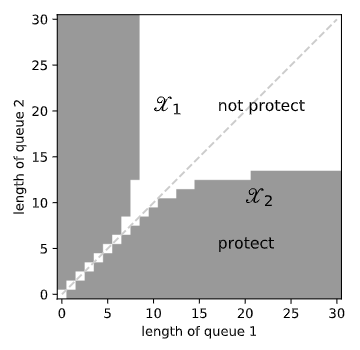 30
25
20
15
10
5
0
length of queue 2
𝒳1
not protect
𝒳2
protect
0 5 10 15 20 25 30
length of queue 1